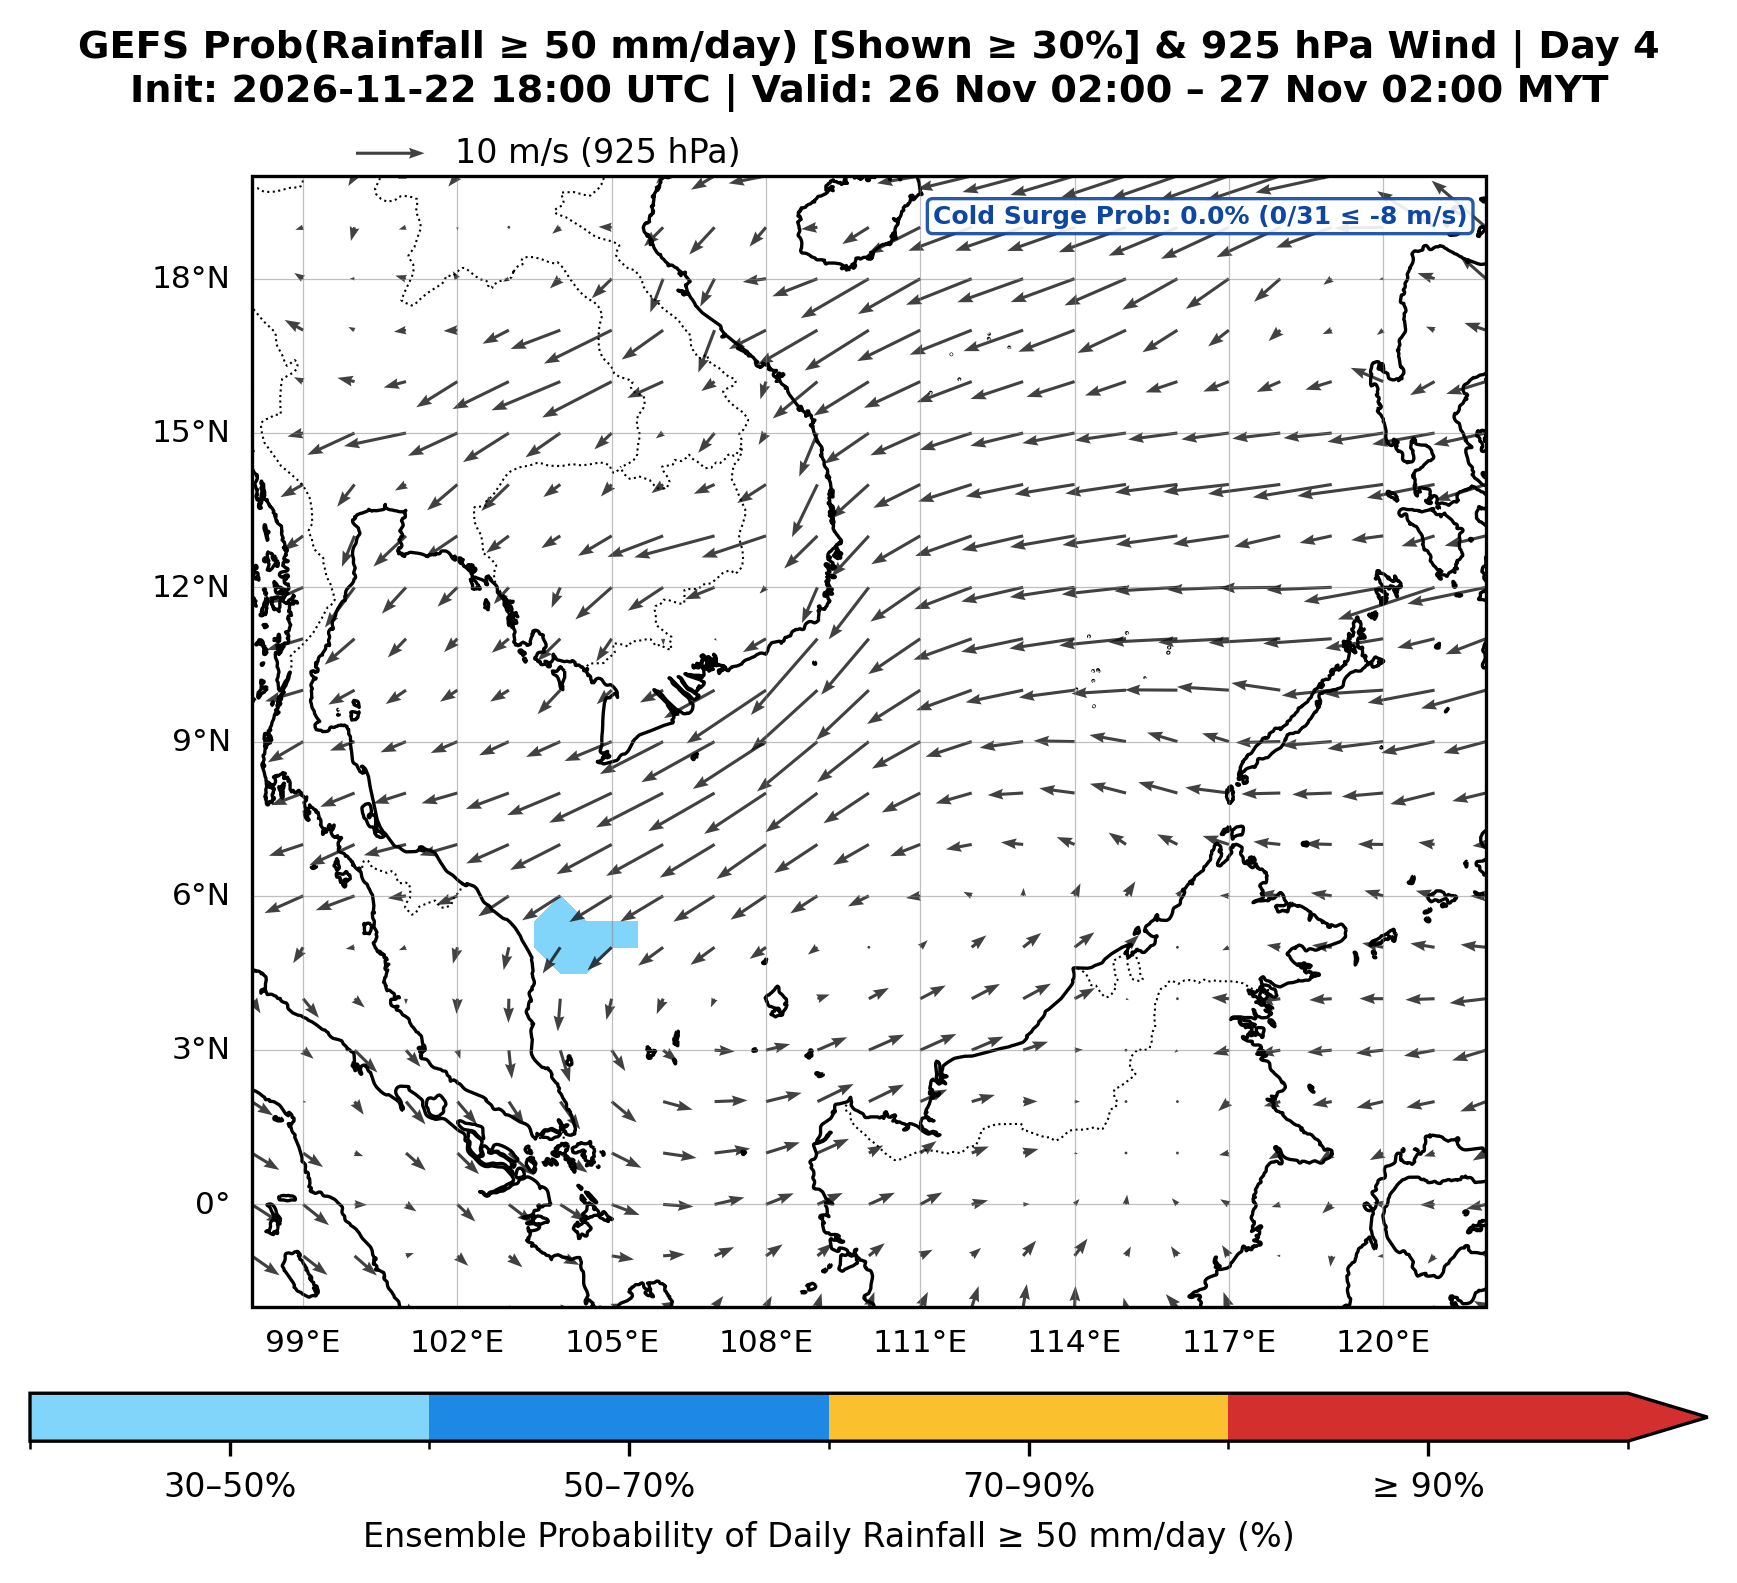 GEFS Prob(Rainfall ≥ 50 mm/day) [Shown ≥ 30%] & 925 hPa Wind | Day 4
Init: 2026-11-22 18:00 UTC | Valid: 26 Nov 02:00 – 27 Nov 02:00 MYT
10 m/s (925 hPa)
Cold Surge Prob: 0.0% (0/31 ≤ -8 m/s)
18°N
15°N
12°N
9°N
6°N
3°N
0°
99°E 102°E 105°E 108°E 111°E 114°E 117°E 120°E
30–50% 50–70% 70–90% ≥ 90%
Ensemble Probability of Daily Rainfall ≥ 50 mm/day (%)